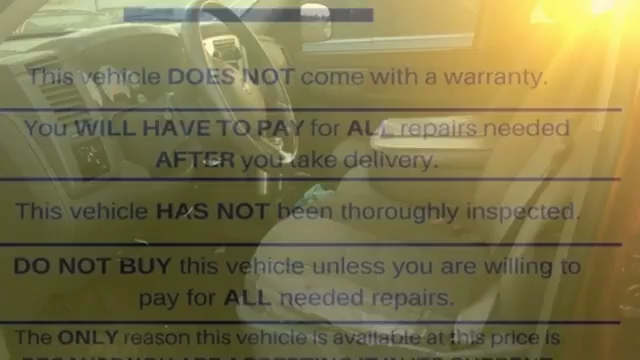 This vehicle DOES NOT come with a warranty.
You WILL HAVE TO PAY for ALL repairs needed
AFTER you take delivery.
This vehicle HAS NOT been thoroughly inspected.
DO NOT BUY this vehicle unless you are willing to
pay for ALL needed repairs.
The ONLY reason this vehicle is available at this price is